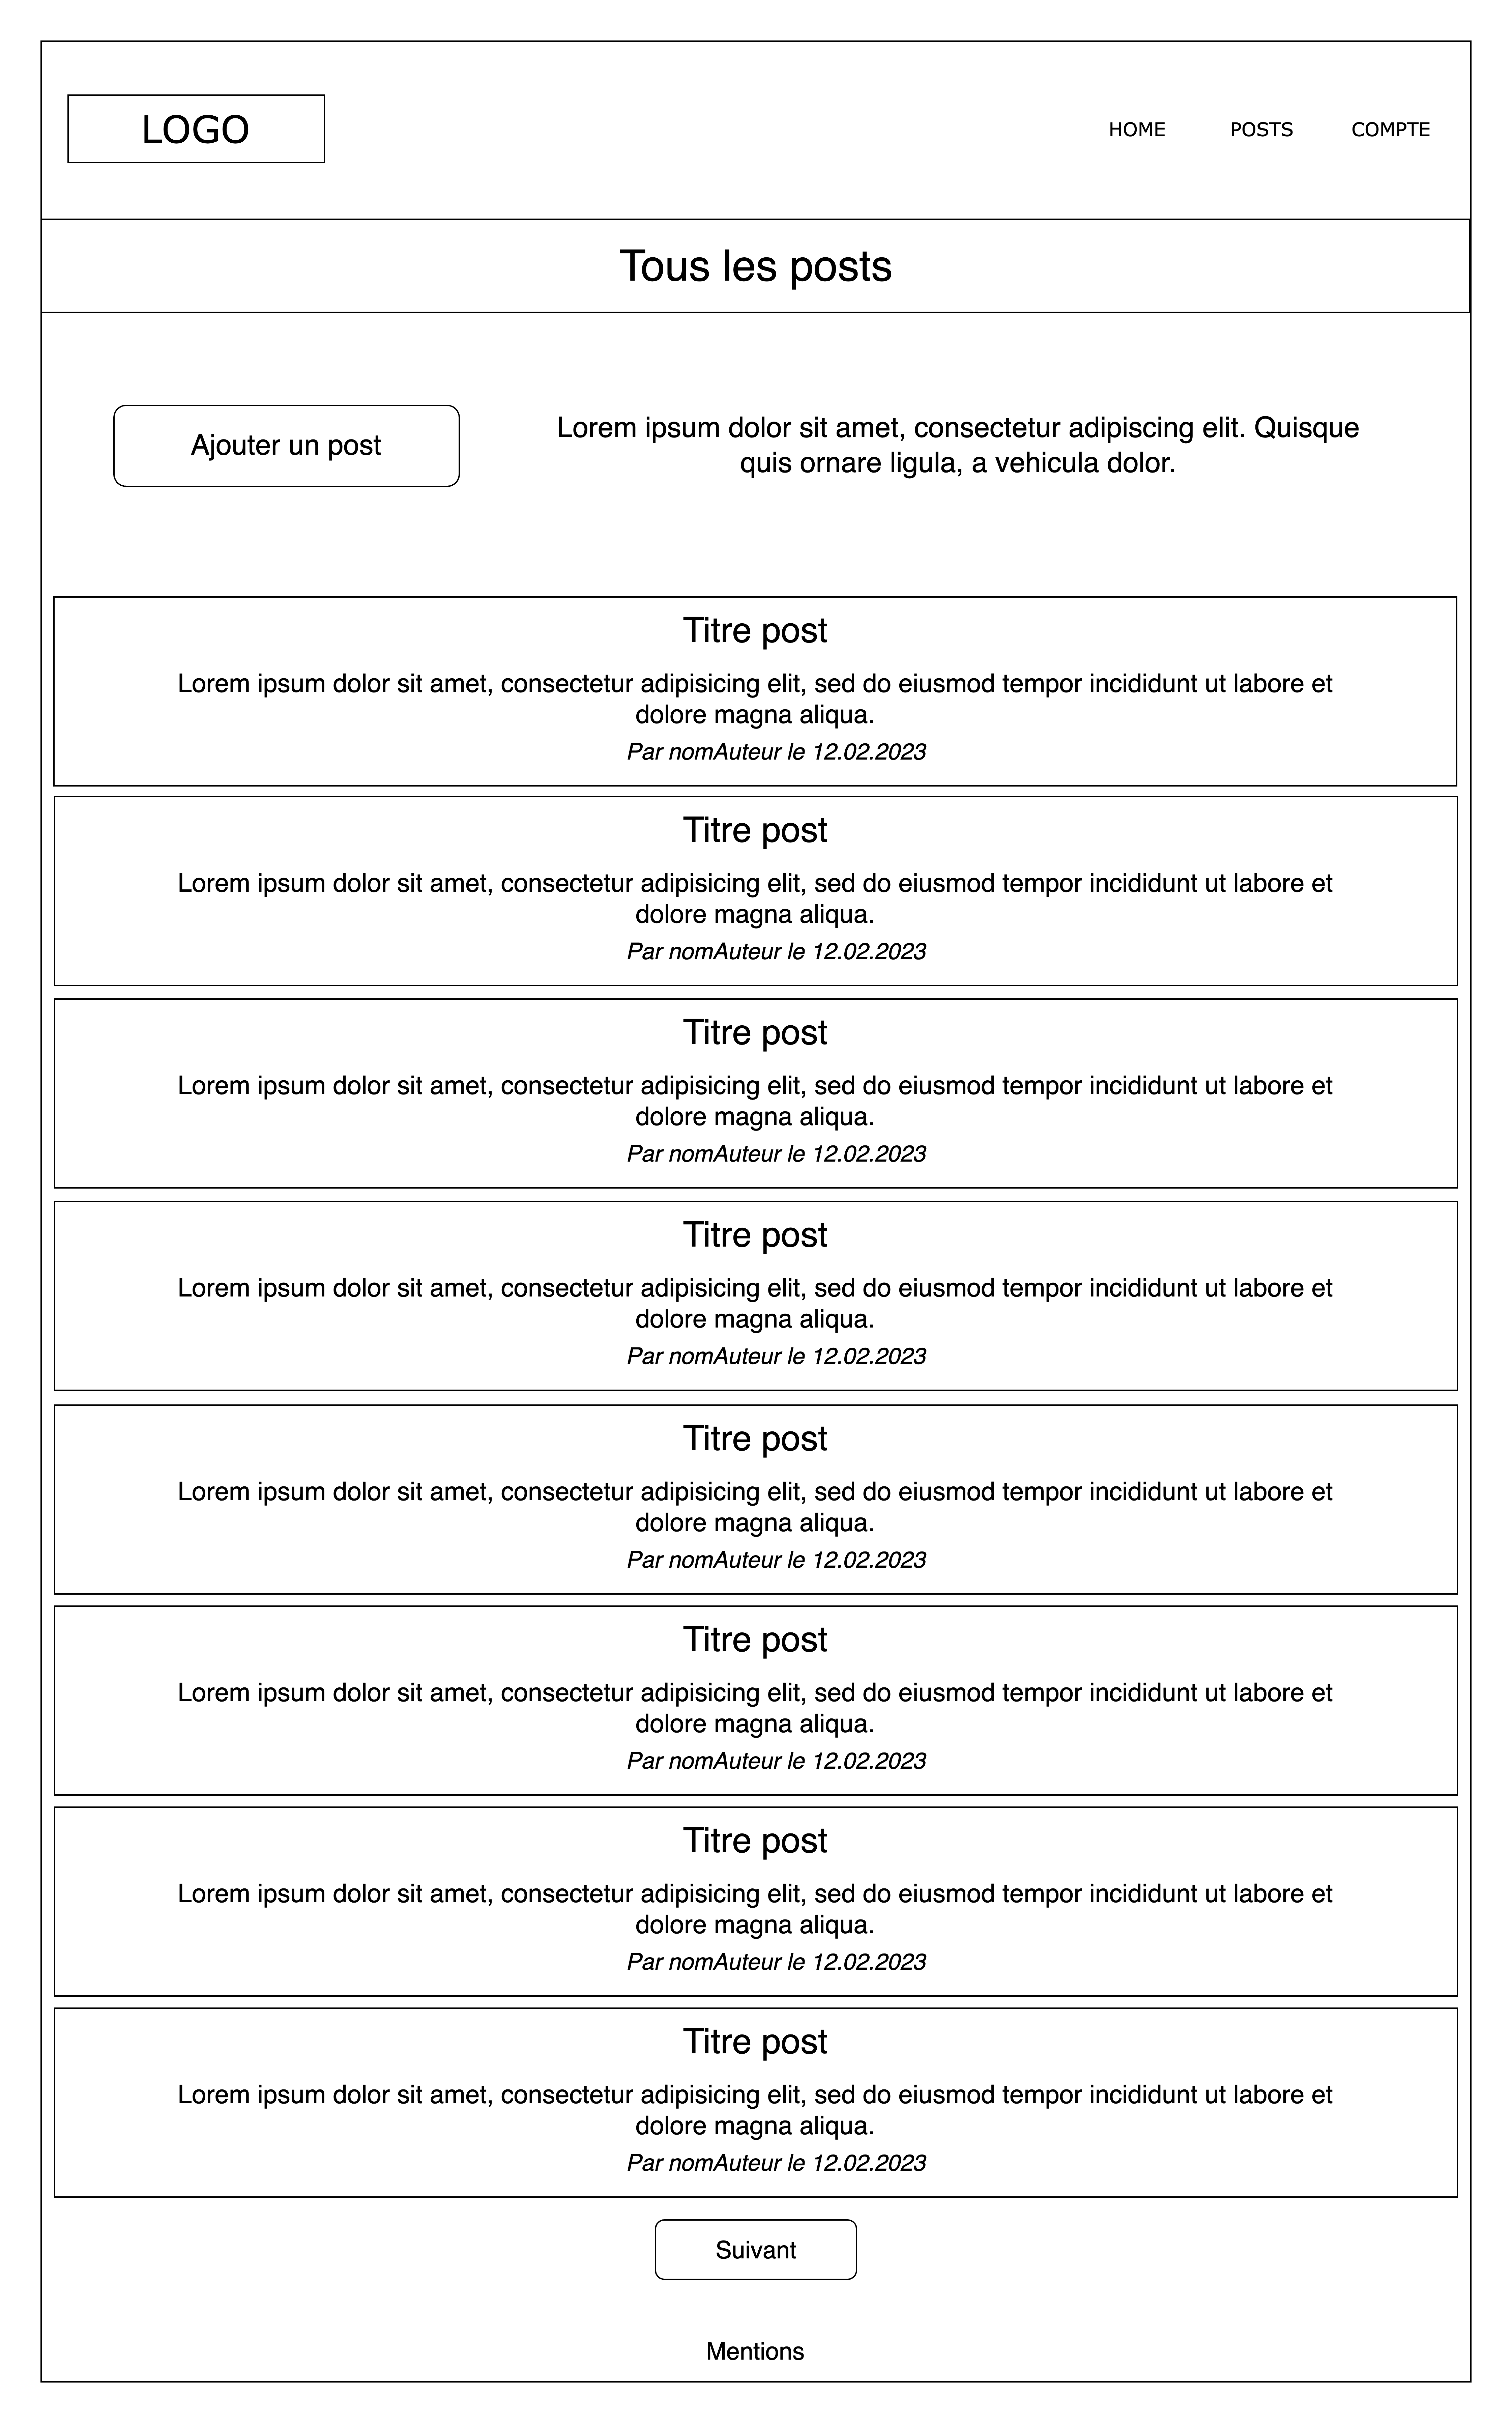 LOGO
HOME POSTS COMPTE
Tous les posts
Ajouter un post
Lorem ipsum dolor sit amet, consectetur adipiscing elit. Quisque
quis ornare ligula, a vehicula dolor.
Titre post
Lorem ipsum dolor sit amet, consectetur adipisicing elit, sed do eiusmod tempor incididunt ut labore et
dolore magna aliqua.
Par nomAuteur le 12.02.2023
Titre post
Lorem ipsum dolor sit amet, consectetur adipisicing elit, sed do eiusmod tempor incididunt ut labore et
dolore magna aliqua.
Par nomAuteur le 12.02.2023
Titre post
Lorem ipsum dolor sit amet, consectetur adipisicing elit, sed do eiusmod tempor incididunt ut labore et
dolore magna aliqua.
Par nomAuteur le 12.02.2023
Titre post
Lorem ipsum dolor sit amet, consectetur adipisicing elit, sed do eiusmod tempor incididunt ut labore et
dolore magna aliqua.
Par nomAuteur le 12.02.2023
Titre post
Lorem ipsum dolor sit amet, consectetur adipisicing elit, sed do eiusmod tempor incididunt ut labore et
dolore magna aliqua.
Par nomAuteur le 12.02.2023
Titre post
Lorem ipsum dolor sit amet, consectetur adipisicing elit, sed do eiusmod tempor incididunt ut labore et
dolore magna aliqua.
Par nomAuteur le 12.02.2023
Titre post
Lorem ipsum dolor sit amet, consectetur adipisicing elit, sed do eiusmod tempor incididunt ut labore et
dolore magna aliqua.
Par nomAuteur le 12.02.2023
Titre post
Lorem ipsum dolor sit amet, consectetur adipisicing elit, sed do eiusmod tempor incididunt ut labore et
dolore magna aliqua.
Par nomAuteur le 12.02.2023
Suivant
Mentions